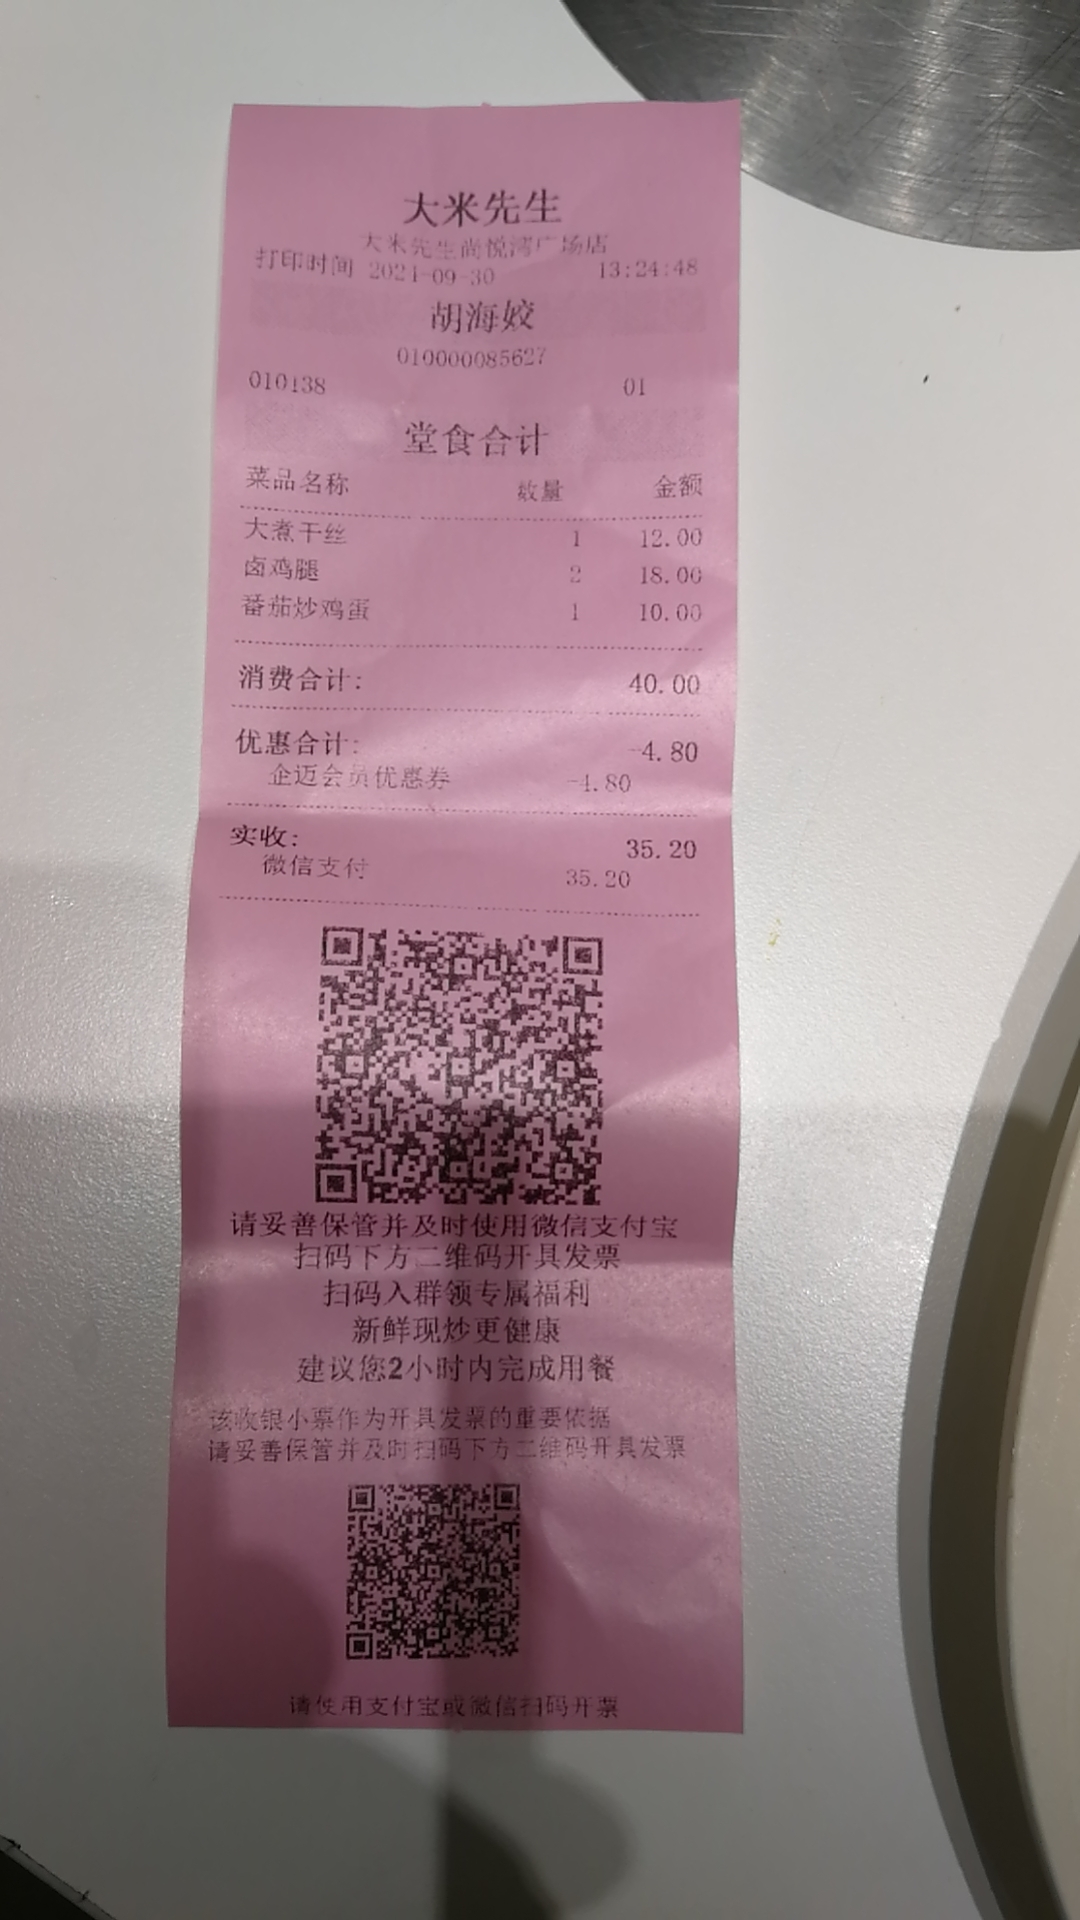 大米先生
大米先生尚悦湾广场店
打印时间 2021-09-30 13:24:48
胡海姣
010000085627
010138 01
堂食合计
菜品名称 数量 金额
大煮干丝 1 12.00
卤鸡腿 2 18.00
番茄炒鸡蛋 1 10.00
消费合计: 40.00
优惠合计: -4.80
企迈会员优惠券 -4.80
实收: 35.20
微信支付 35.20
请妥善保管并及时使用微信支付宝
扫码下方二维码开具发票
扫码入群领专属福利
新鲜现炒更健康
建议您2小时内完成用餐
该收银小票作为开具发票的重要依据
请妥善保管并及时扫码下方二维码开具发票
请使用支付宝或微信扫码开票